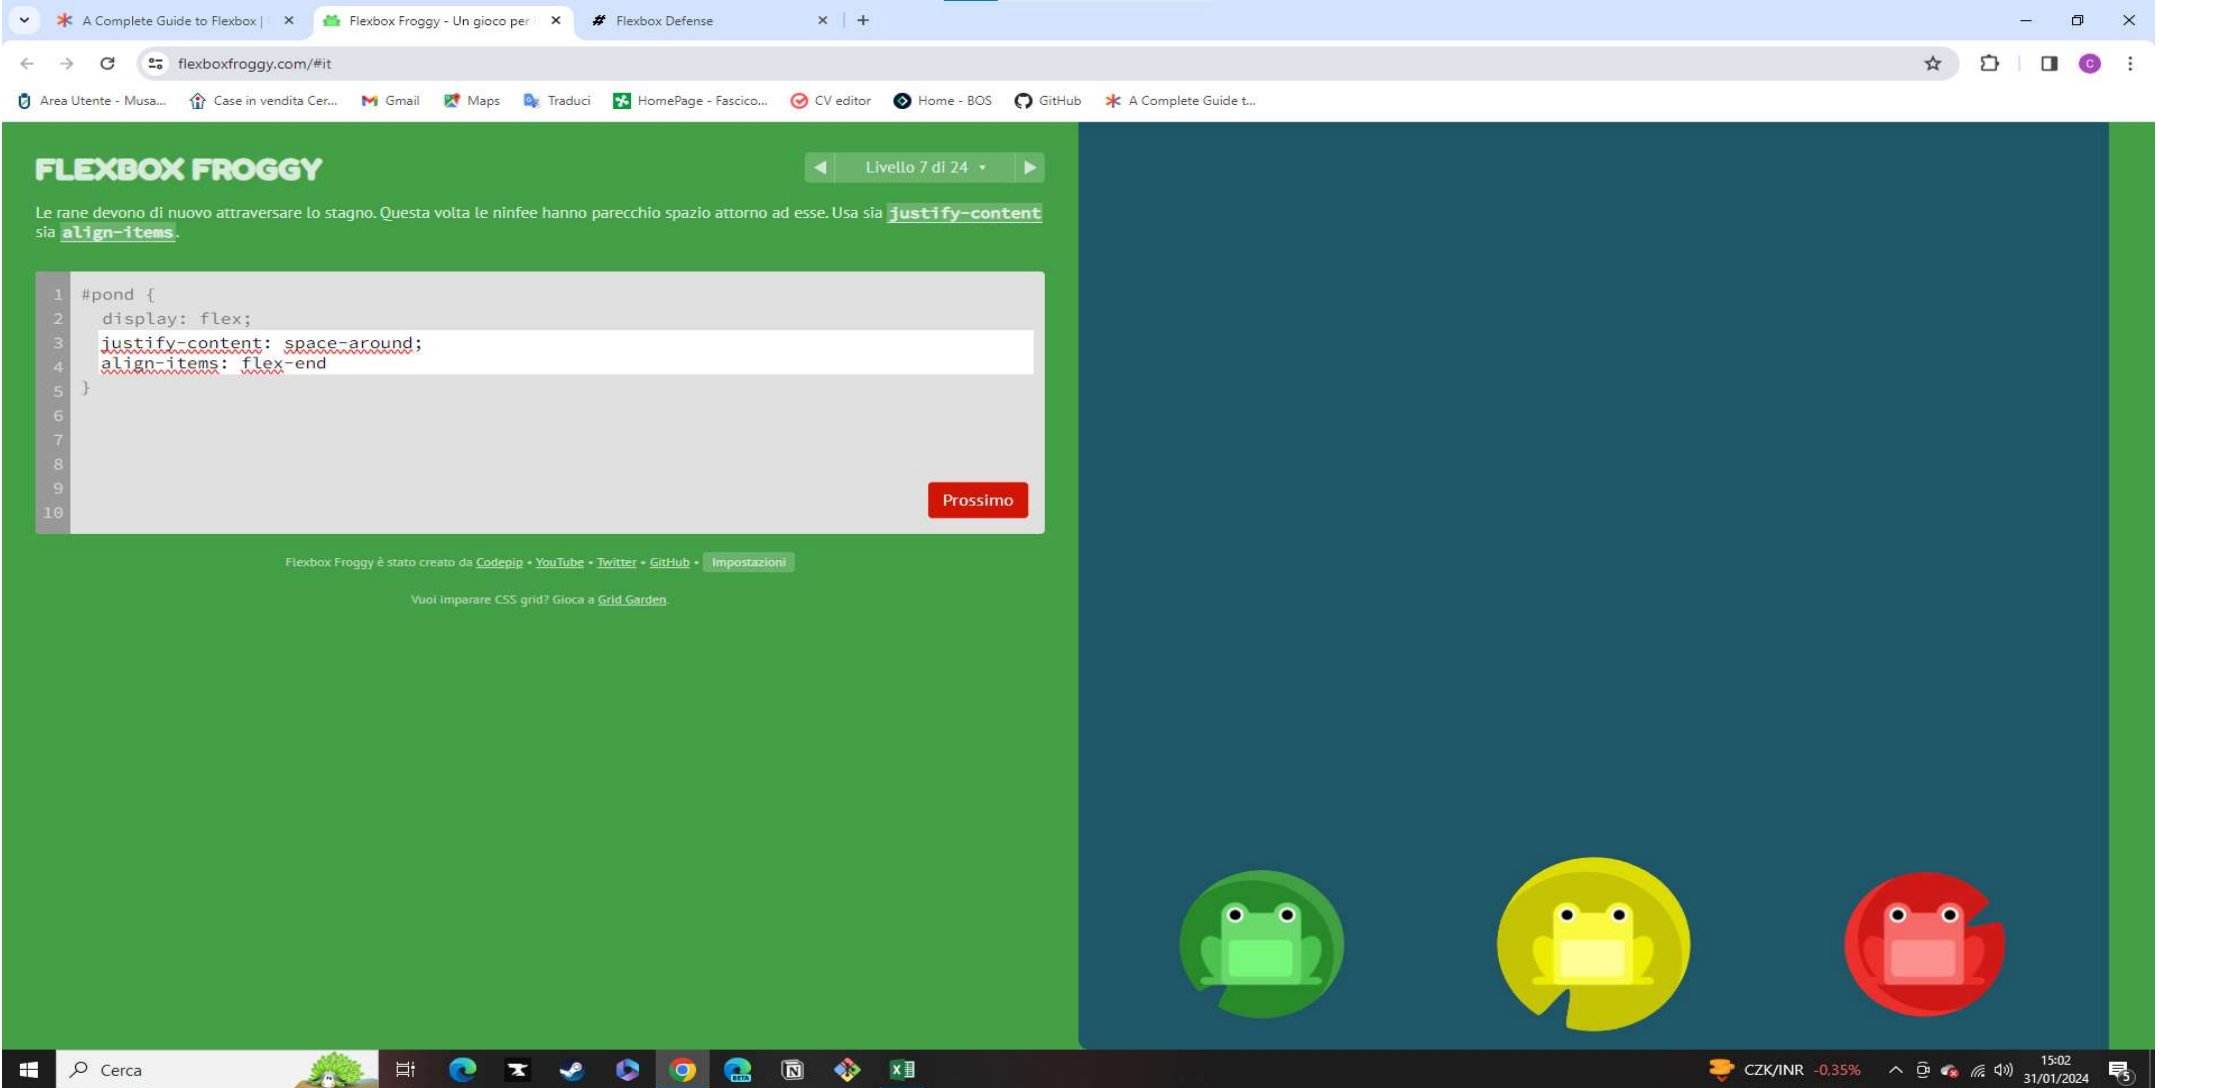 A Complete Guide to Flexbox |
Flexbox Froggy - Un gioco per
Flexbox Defense
flexboxfroggy.com/#it
Area Utente - Musa...
Case in vendita Cer...
Gmail
Maps
Traduci
HomePage - Fascico...
CV editor
Home - BOS
GitHub
A Complete Guide t...
C
FLEXBOX FROGGY
Livello 7 di 24
Le rane devono di nuovo attraversare lo stagno. Questa volta le ninfee hanno parecchio spazio attorno ad esse. Usa sia justify-content
sia align-items.
1 #pond {
2 display: flex;
3 justify-content: space-around;
4 align-items: flex-end
5 }
6
7
8
9
10
Prossimo
Flexbox Froggy è stato creato da Codepip • YouTube • Twitter • GitHub • Impostazioni
Vuoi imparare CSS grid? Gioca a Grid Garden.
Cerca
BETA
CZK/INR -0,35%
15:02
31/01/2024
5